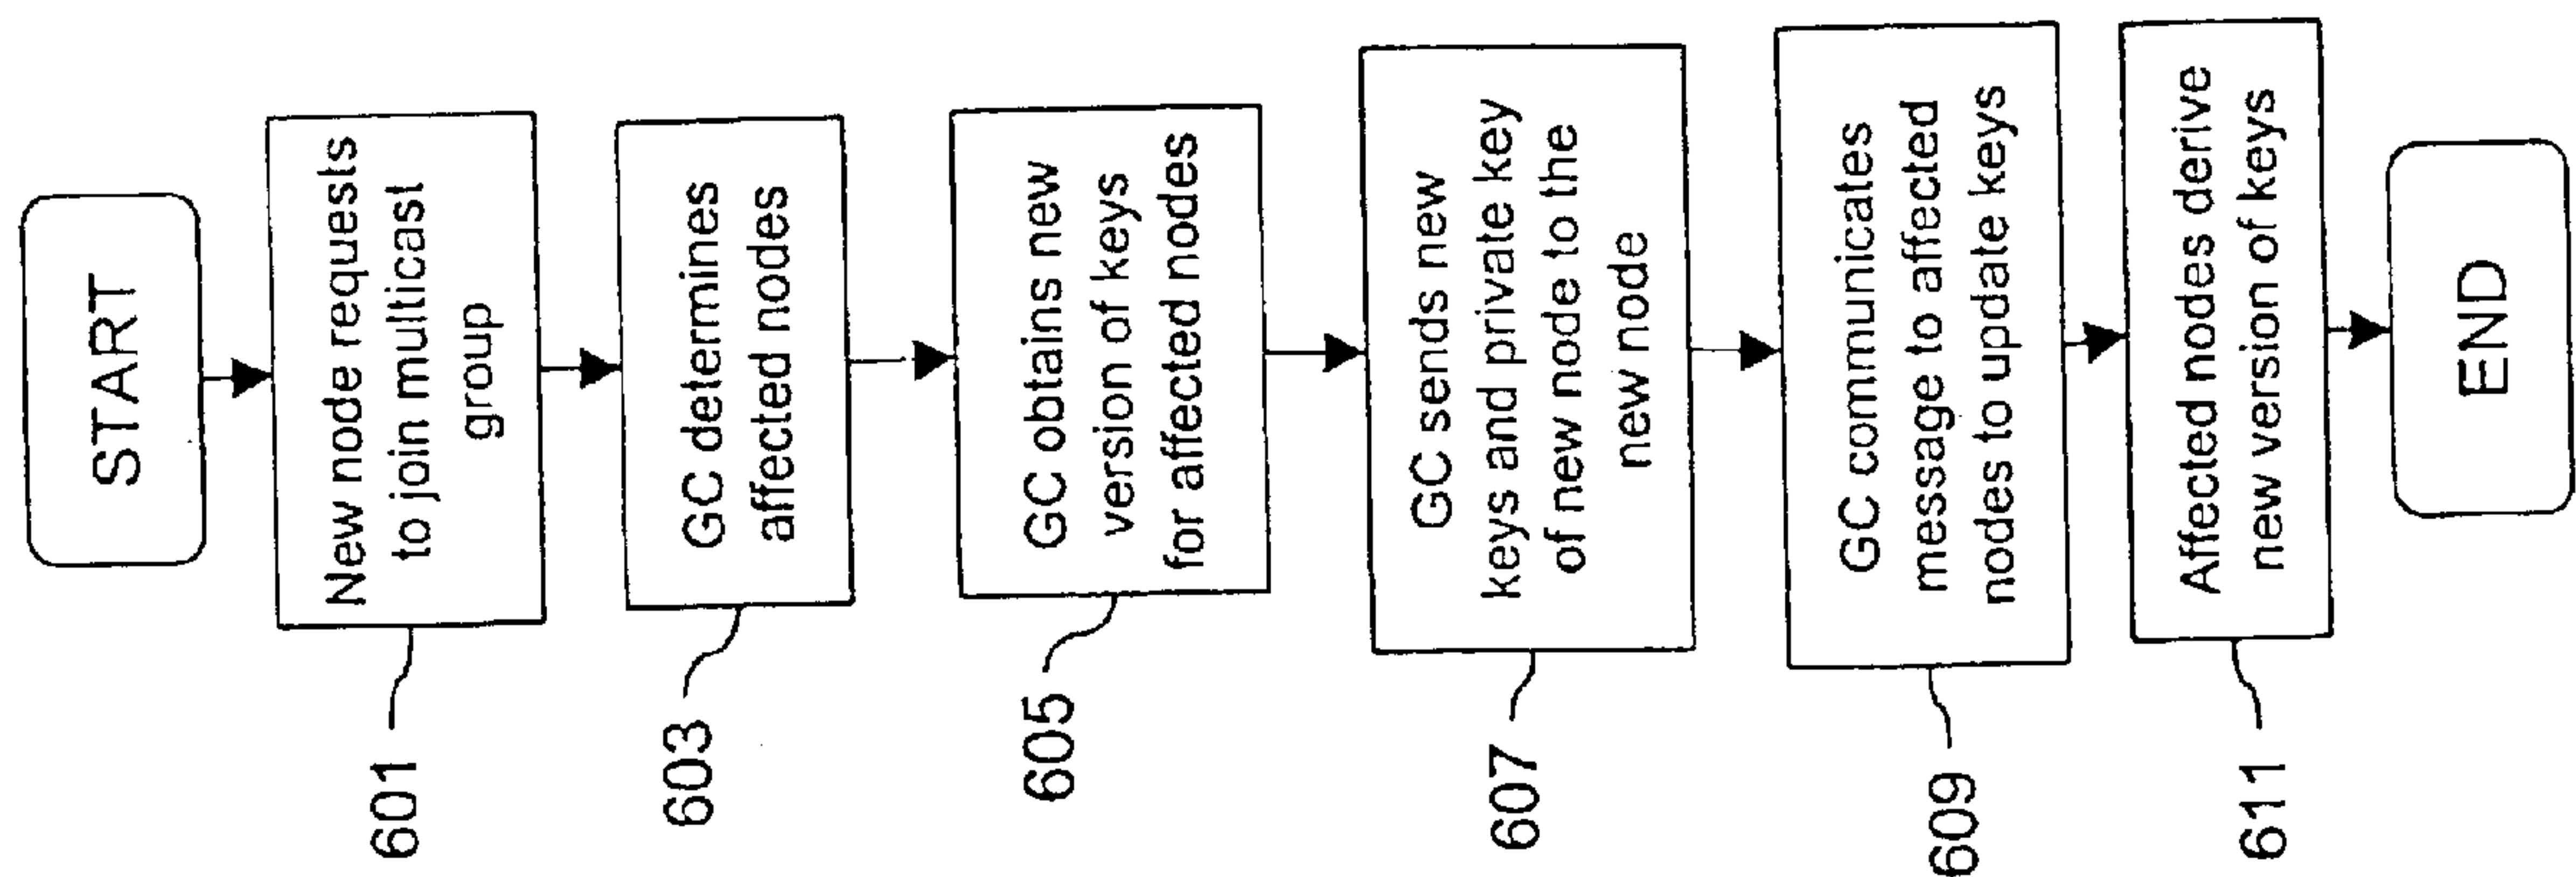 START
New node requests
to join multicast
group
601
GC determines
affected nodes
603
GC obtains new
version of keys
for affected nodes
605
GC sends new
keys and private key
of new node to the
new node
607
GC communicates
message to affected
nodes to update keys
609
Affected nodes derive
new version of keys
611
END